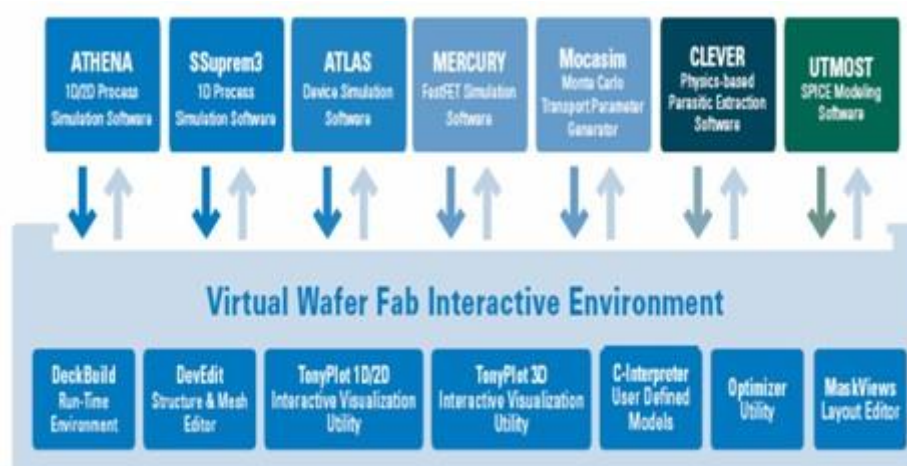 ATHENA
1D/2D Process
Simulation Software
SSuprem3
1D Process
Simulation Software
ATLAS
Device Simulation
Software
MERCURY
FastFET Simulation
Software
Mocasim
Monte Carlo
Transport Parameter
Generator
CLEVER
Physics-based
Parasitic Extraction
Software
UTMOST
SPICE Modeling
Software
Virtual Wafer Fab Interactive Environment
DeckBuild
Run-Time
Environment
DevEdit
Structure & Mesh
Editor
TonyPlot 1D/2D
Interactive Visualization
Utility
TonyPlot 3D
Interactive Visualization
Utility
C-Interpreter
User Defined
Models
Optimizer
Utility
MaskViews
Layout Editor